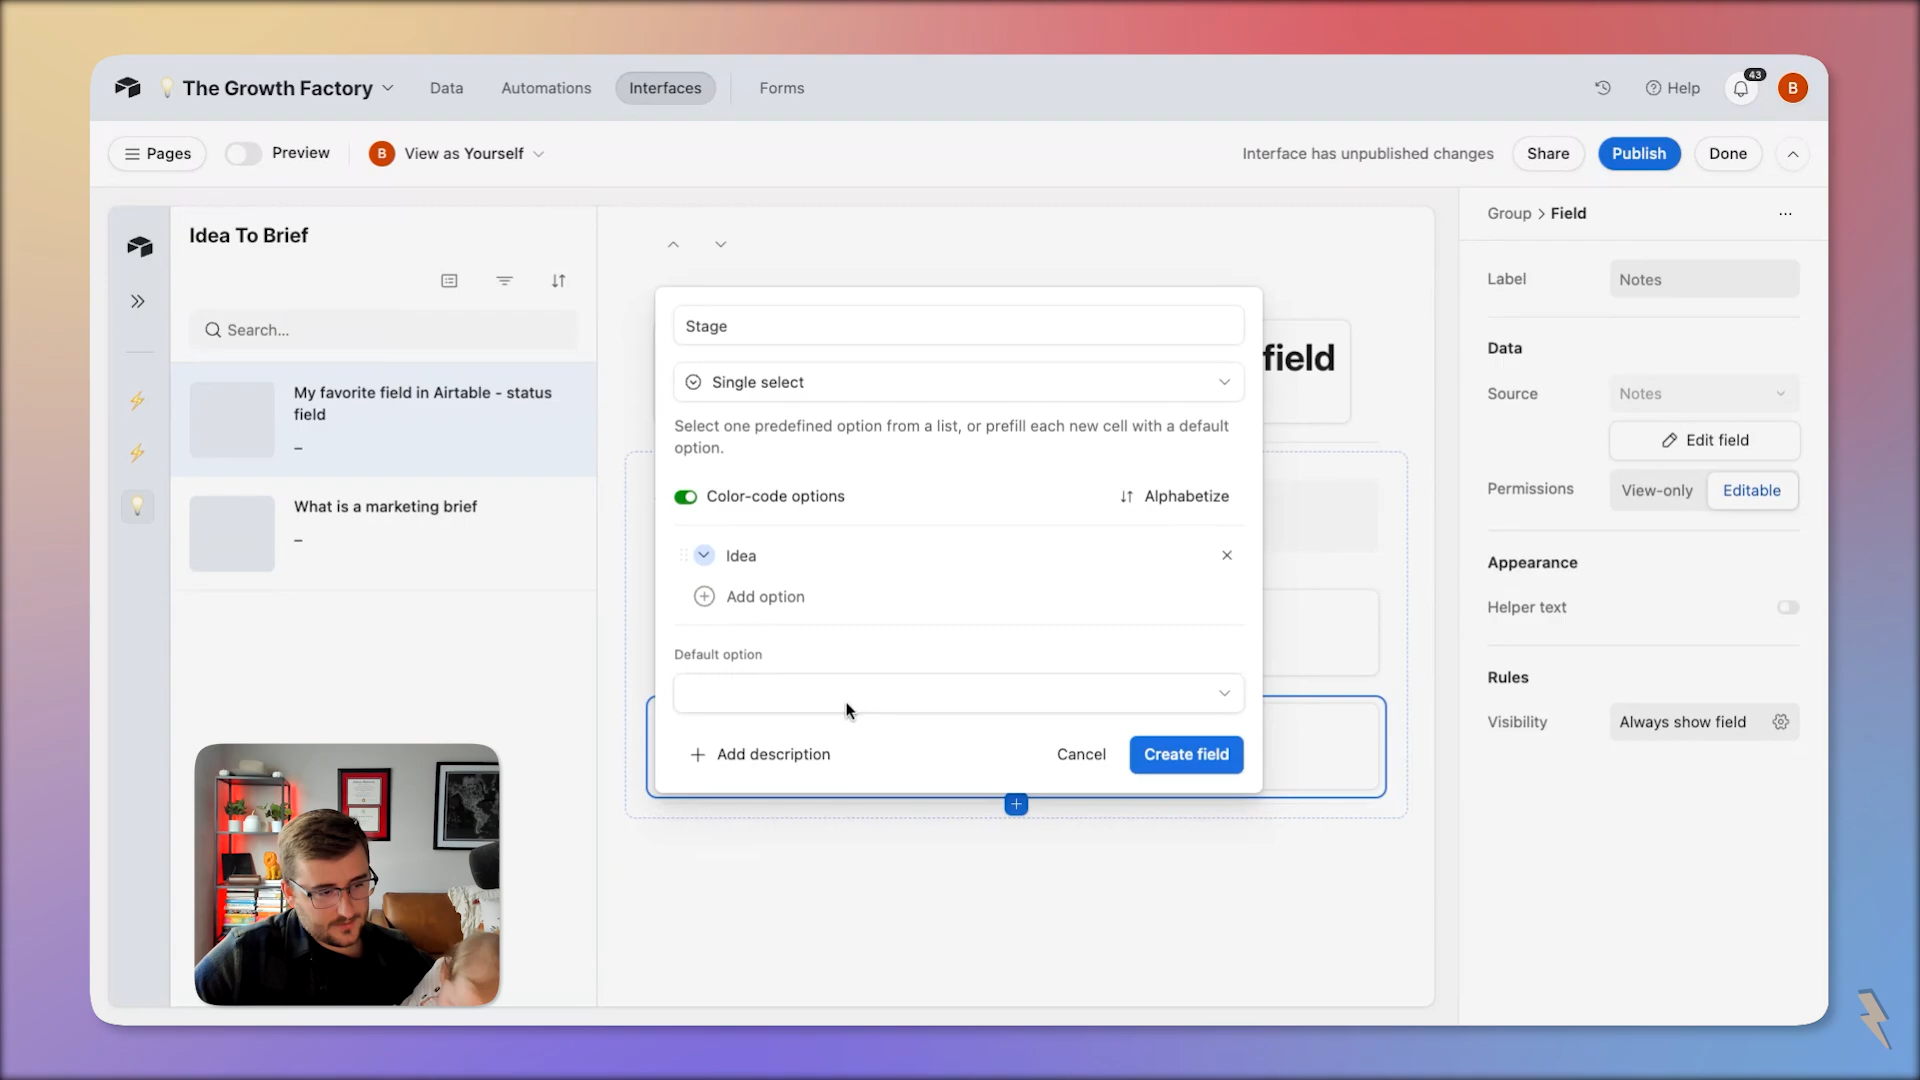 The Growth Factory
Data
Automations
Interfaces
Forms
Help
43
B
Pages
Preview
B
View as Yourself
Interface has unpublished changes
Share
Publish
Done
Idea To Brief
Search...
My favorite field in Airtable - status
field
–
What is a marketing brief
–
field
Stage
Single select
Select one predefined option from a list, or prefill each new cell with a default
option.
Color-code options
Alphabetize
Idea
Add option
Default option
Add description
Cancel
Create field
Group > Field
Label
Notes
Data
Source
Notes
Edit field
Permissions
View-only
Editable
Appearance
Helper text
Rules
Visibility
Always show field